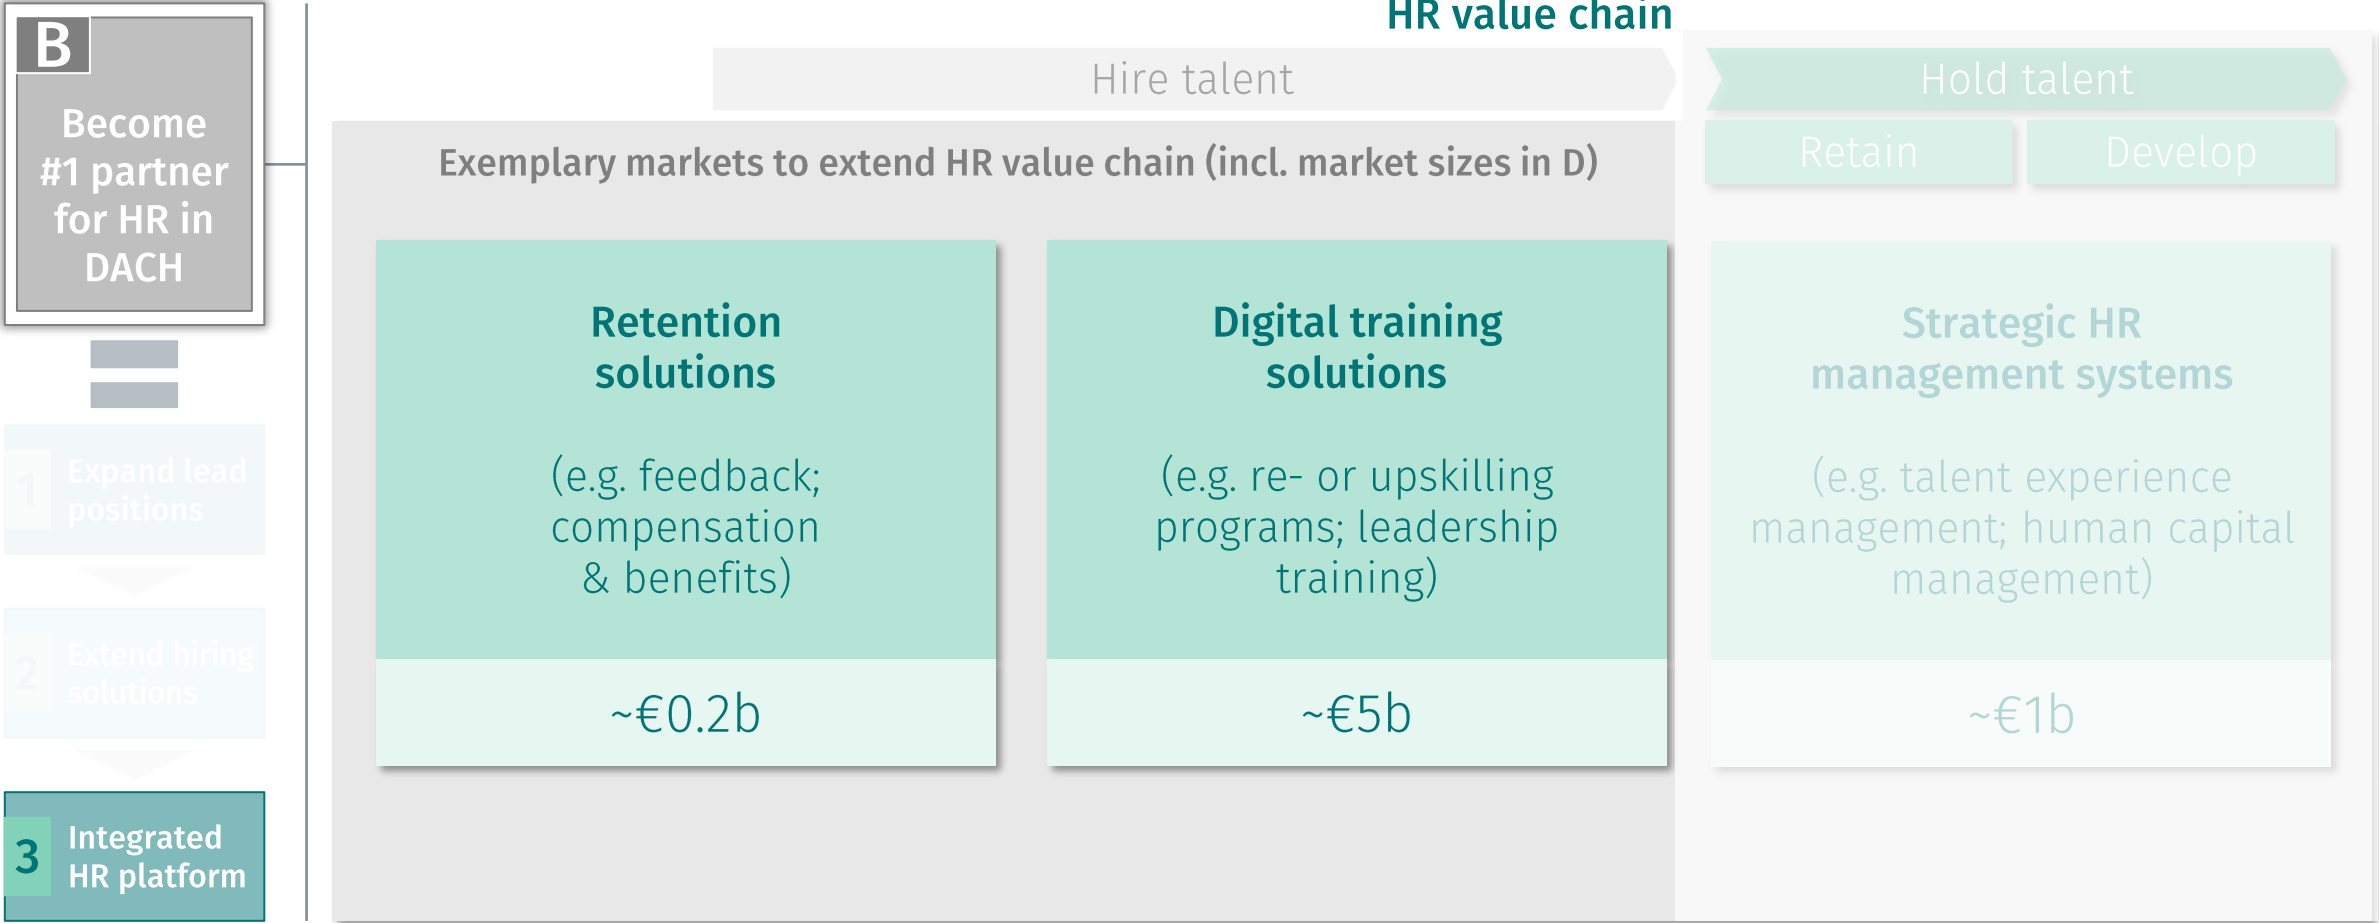 B
Become
#1 partner
for HR in
DACH
1
Expand lead
positions
2
Extend hiring
solutions
3
Integrated
HR platform
HR value chain
Hire talent
Hold talent
Retain
Develop
Exemplary markets to extend HR value chain (incl. market sizes in D)
Retention
solutions
(e.g. feedback;
compensation
& benefits)
~€0.2b
Digital training
solutions
(e.g. re- or upskilling
programs; leadership
training)
~€5b
Strategic HR
management systems
(e.g. talent experience
management; human capital
management)
~€1b